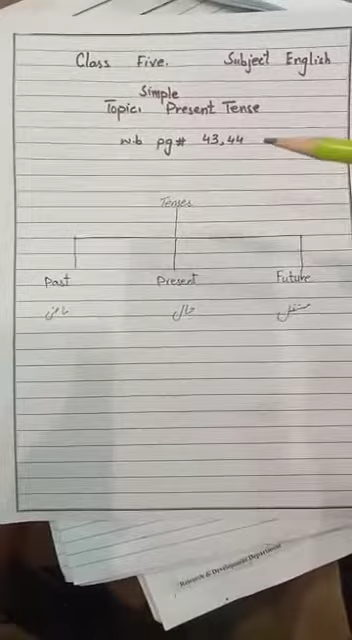 Class Five. Subject English
Simple
Topic. Present Tense
w.b pg# 43,44
Tenses
Past Present Future
ماضی حال مستقبل
Research & Development Department